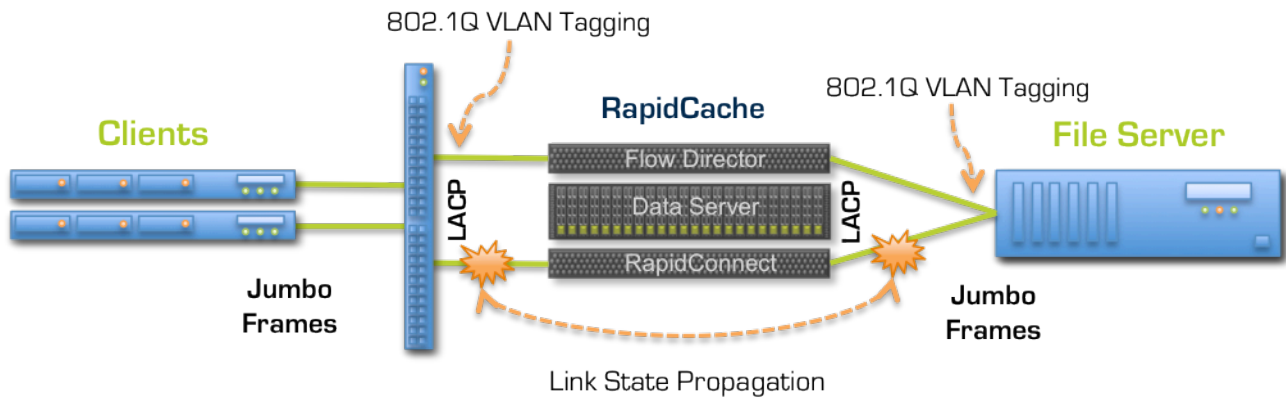 802.1Q VLAN Tagging
802.1Q VLAN Tagging
RapidCache
Clients
File Server
Flow Director
LACP
Data Server
LACP
RapidConnect
Jumbo
Frames
Jumbo
Frames
Link State Propagation